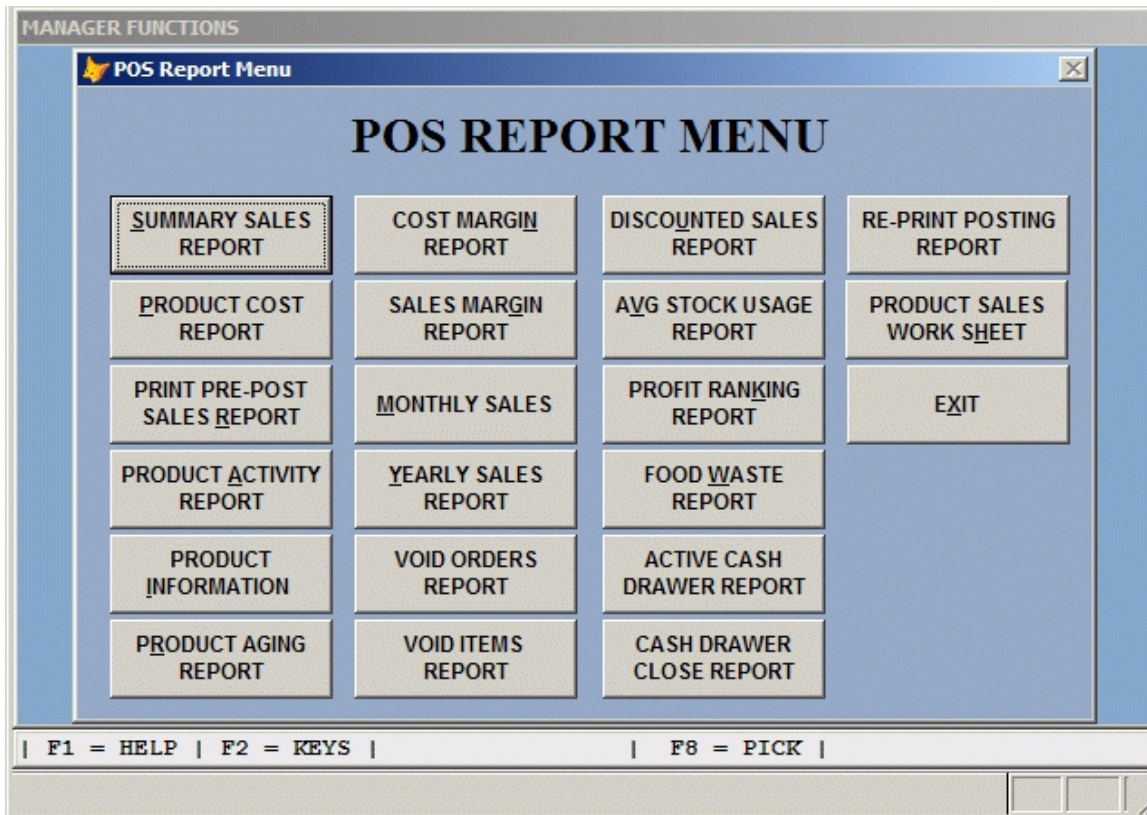 MANAGER FUNCTIONS
POS Report Menu
POS REPORT MENU
SUMMARY SALES
REPORT
COST MARGIN
REPORT
DISCOUNTED SALES
REPORT
RE-PRINT POSTING
REPORT
PRODUCT COST
REPORT
SALES MARGIN
REPORT
AVG STOCK USAGE
REPORT
PRODUCT SALES
WORK SHEET
PRINT PRE-POST
SALES REPORT
MONTHLY SALES
PROFIT RANKING
REPORT
EXIT
PRODUCT ACTIVITY
REPORT
YEARLY SALES
REPORT
FOOD WASTE
REPORT
PRODUCT
INFORMATION
VOID ORDERS
REPORT
ACTIVE CASH
DRAWER REPORT
PRODUCT AGING
REPORT
VOID ITEMS
REPORT
CASH DRAWER
CLOSE REPORT
| F1 = HELP | F2 = KEYS | | F8 = PICK |